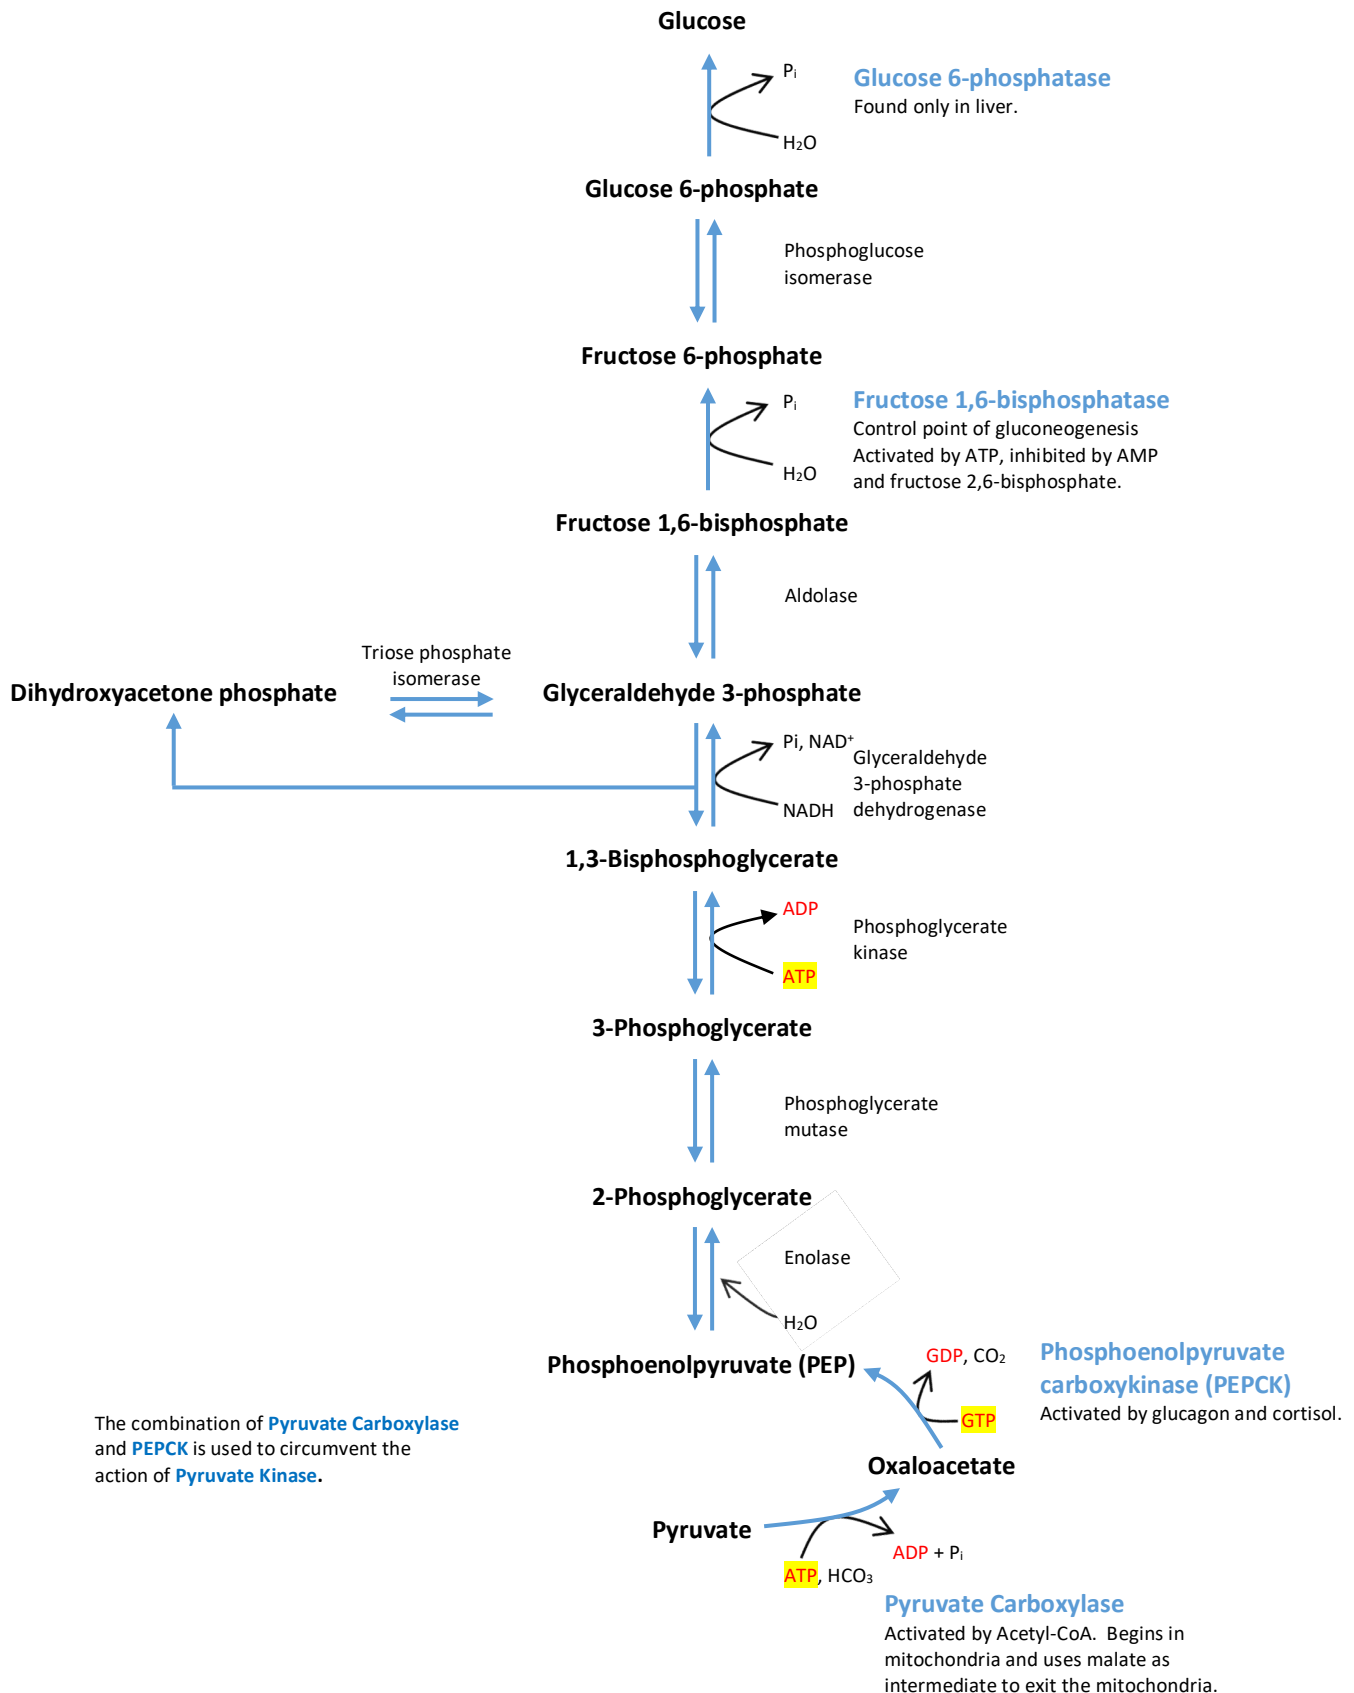 Glucose
Pᵢ
Glucose 6-phosphatase
Found only in liver.
H₂O
Glucose 6-phosphate
Phosphoglucose
isomerase
Fructose 6-phosphate
Pᵢ
Fructose 1,6-bisphosphatase
Control point of gluconeogenesis
Activated by ATP, inhibited by AMP
and fructose 2,6-bisphosphate.
H₂O
Fructose 1,6-bisphosphate
Aldolase
Triose phosphate
isomerase
Dihydroxyacetone phosphate
Glyceraldehyde 3-phosphate
Pi, NAD⁺
Glyceraldehyde
3-phosphate
dehydrogenase
NADH
1,3-Bisphosphoglycerate
ADP
Phosphoglycerate
kinase
ATP
3-Phosphoglycerate
Phosphoglycerate
mutase
2-Phosphoglycerate
Enolase
H₂O
Phosphoenolpyruvate (PEP)
GDP, CO₂
GTP
Phosphoenolpyruvate
carboxykinase (PEPCK)
Activated by glucagon and cortisol.
The combination of Pyruvate Carboxylase
and PEPCK is used to circumvent the
action of Pyruvate Kinase.
Oxaloacetate
Pyruvate
ADP + Pᵢ
ATP, HCO₃
Pyruvate Carboxylase
Activated by Acetyl-CoA.  Begins in
mitochondria and uses malate as
intermediate to exit the mitochondria.